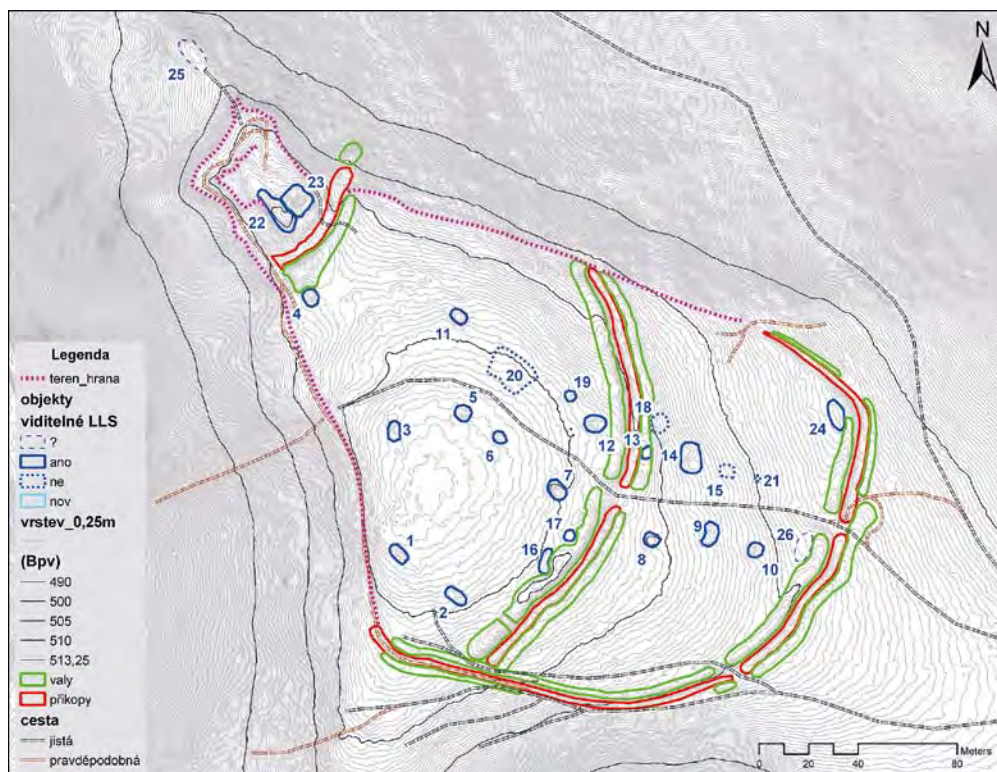 N
25
23
22
4
11
20
19
5
3
18
24
6
12
13
14
15
21
7
17
9
26
1
16
8
10
2
Legenda
teren_hrana
objekty
viditelné LLS
?
ano
ne
nov
vrstev_0,25m
(Bpv)
490
500
505
510
513,25
valy
příkopy
cesta
jistá
pravděpodobná
Meters
0 20 40 80